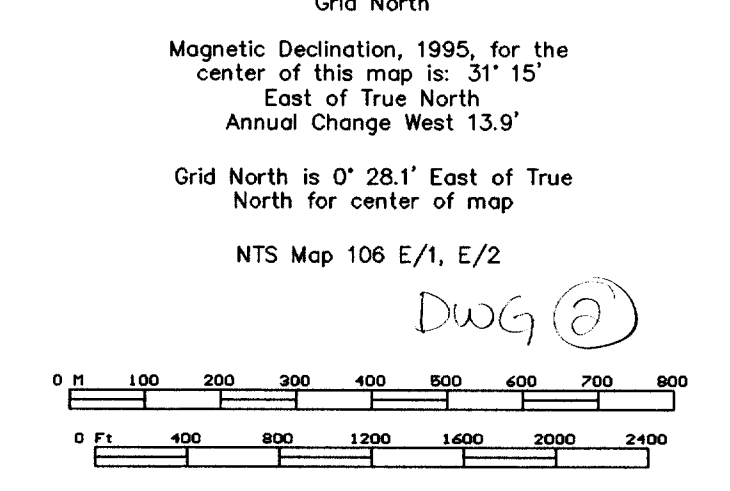 Grid North
Magnetic Declination, 1995, for the
center of this map is: 31° 15'
East of True North
Annual Change West 13.9'
Grid North is 0° 28.1' East of True
North for center of map
NTS Map 106 E/1, E/2
DWG 2
0 M 100 200 300 400 500 600 700 800
0 Ft 400 800 1200 1600 2000 2400